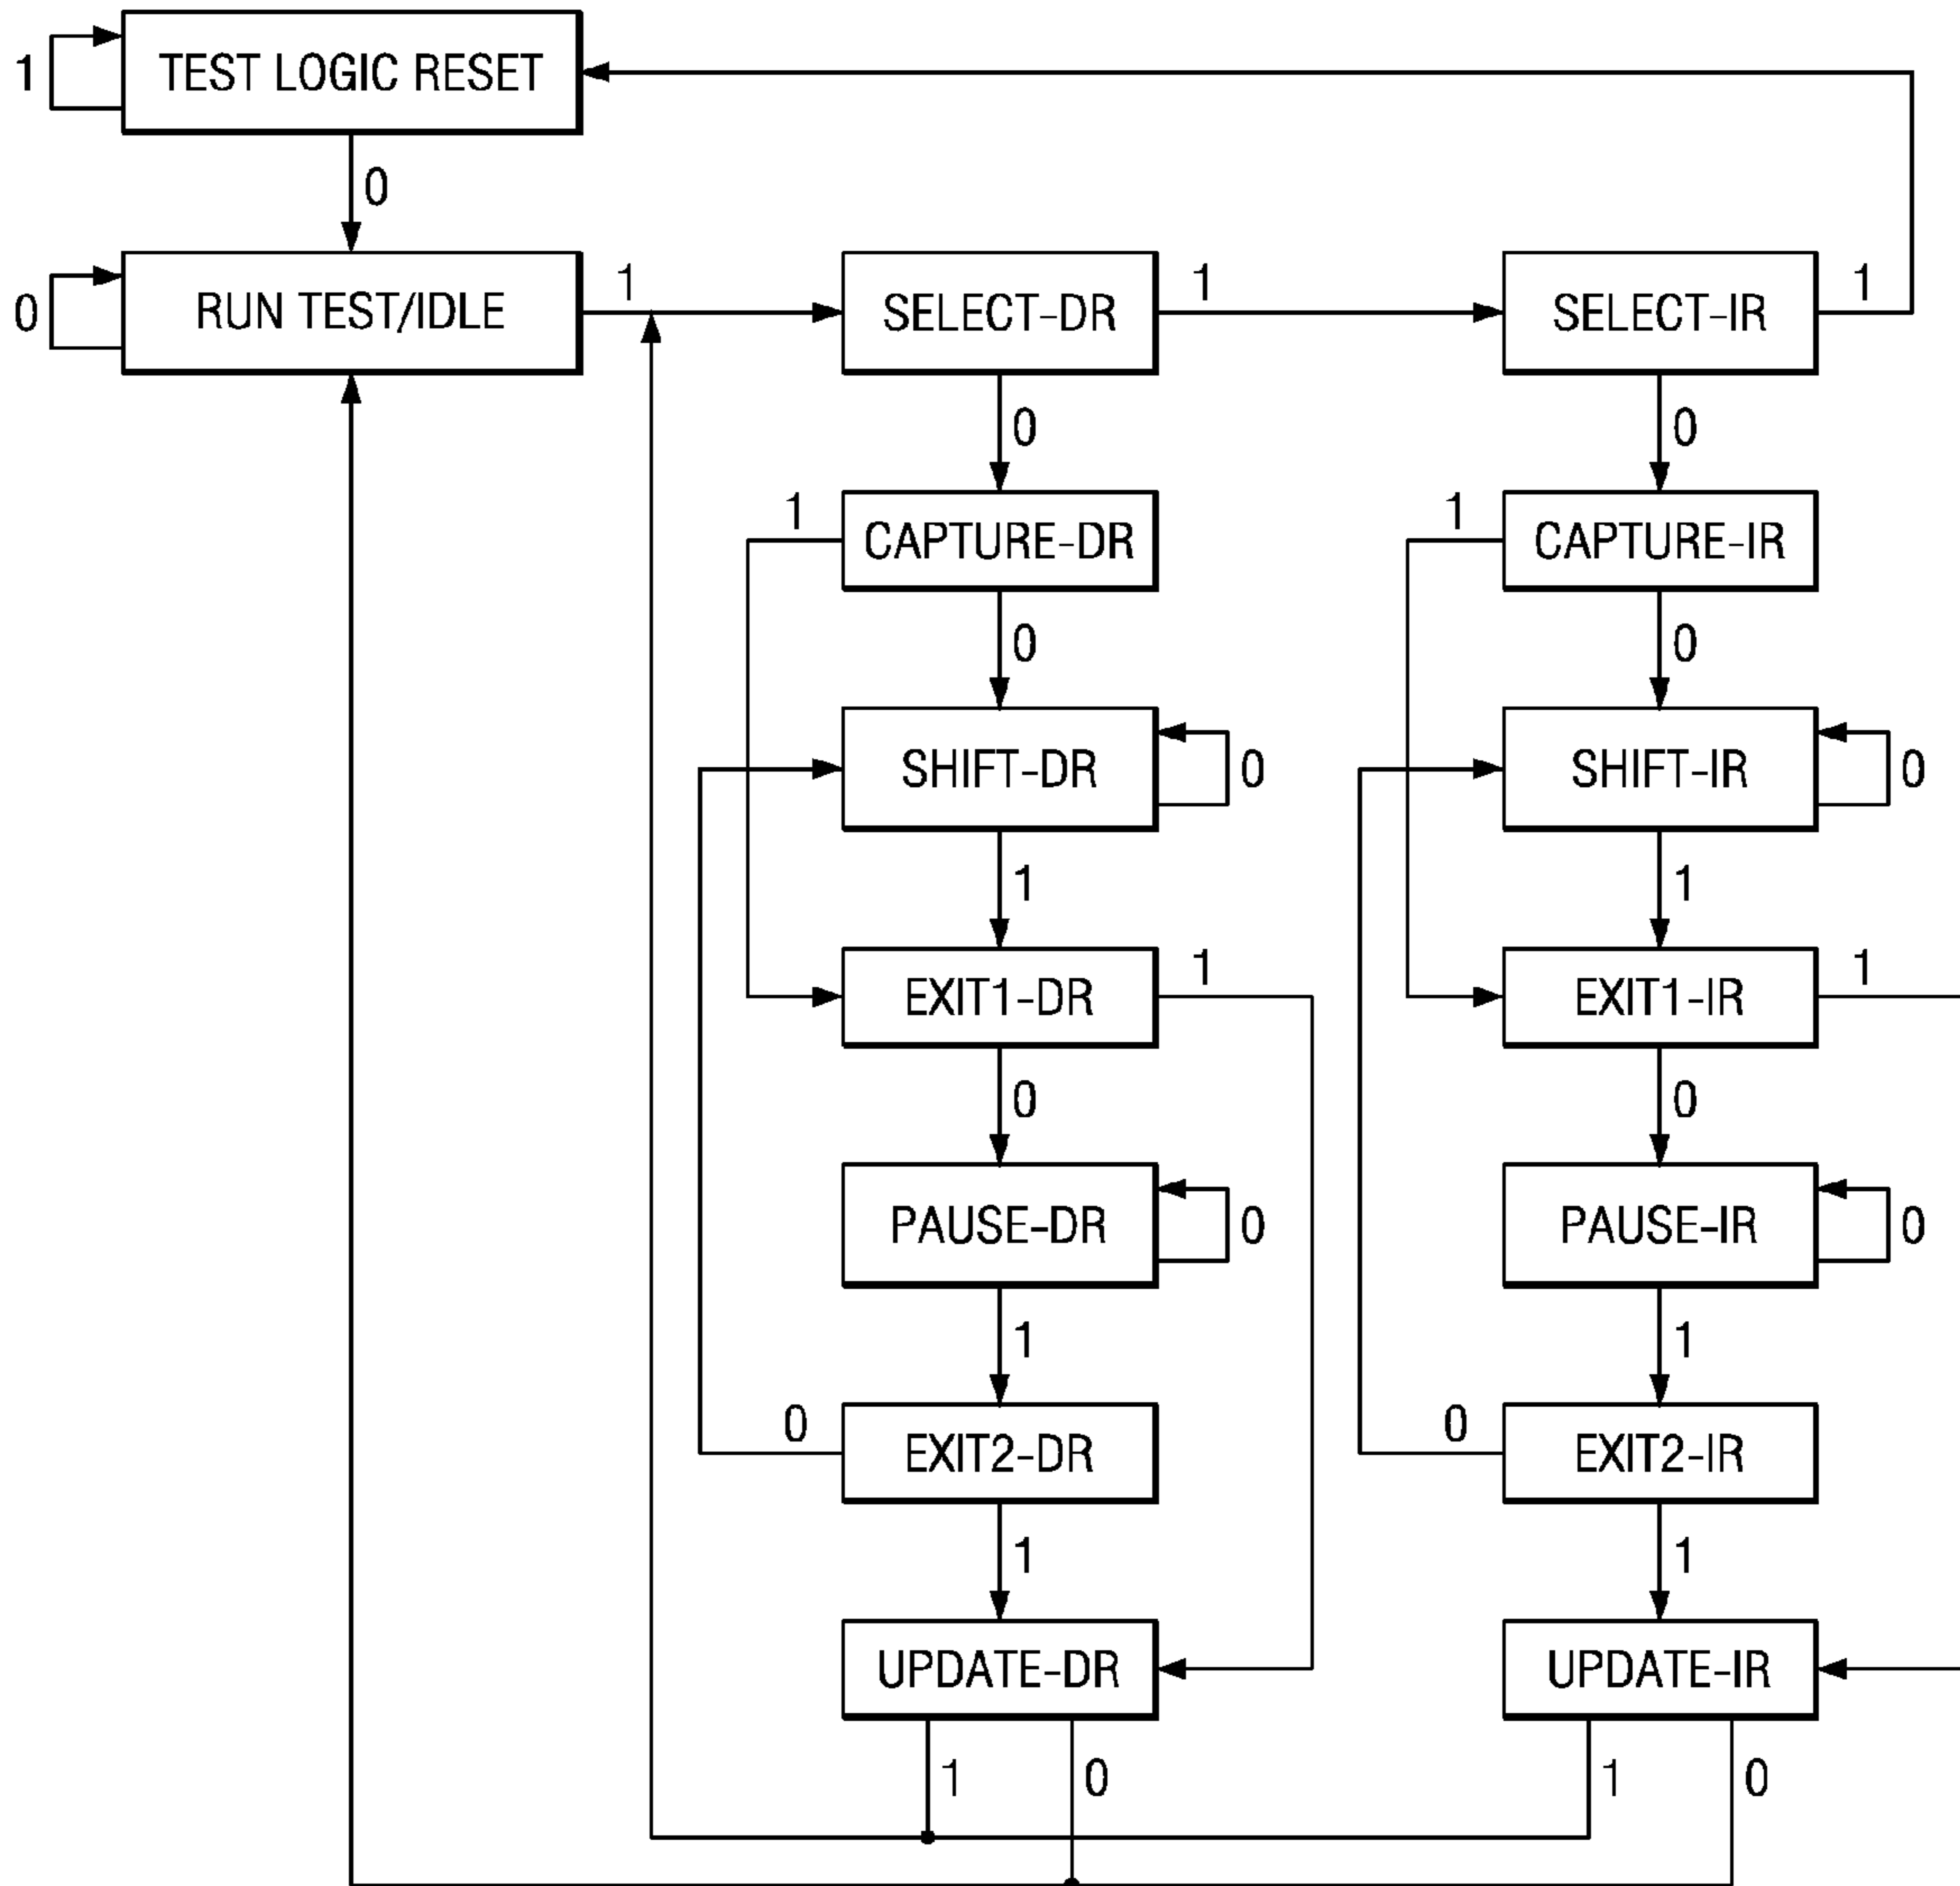 1
TEST LOGIC RESET
0
0
RUN TEST/IDLE
1
SELECT-DR
1
SELECT-IR
1
0
0
1
CAPTURE-DR
1
CAPTURE-IR
0
0
SHIFT-DR
0
SHIFT-IR
0
1
1
EXIT1-DR
1
EXIT1-IR
1
0
0
PAUSE-DR
0
PAUSE-IR
0
1
1
0
EXIT2-DR
0
EXIT2-IR
1
1
UPDATE-DR
UPDATE-IR
1
0
1
0